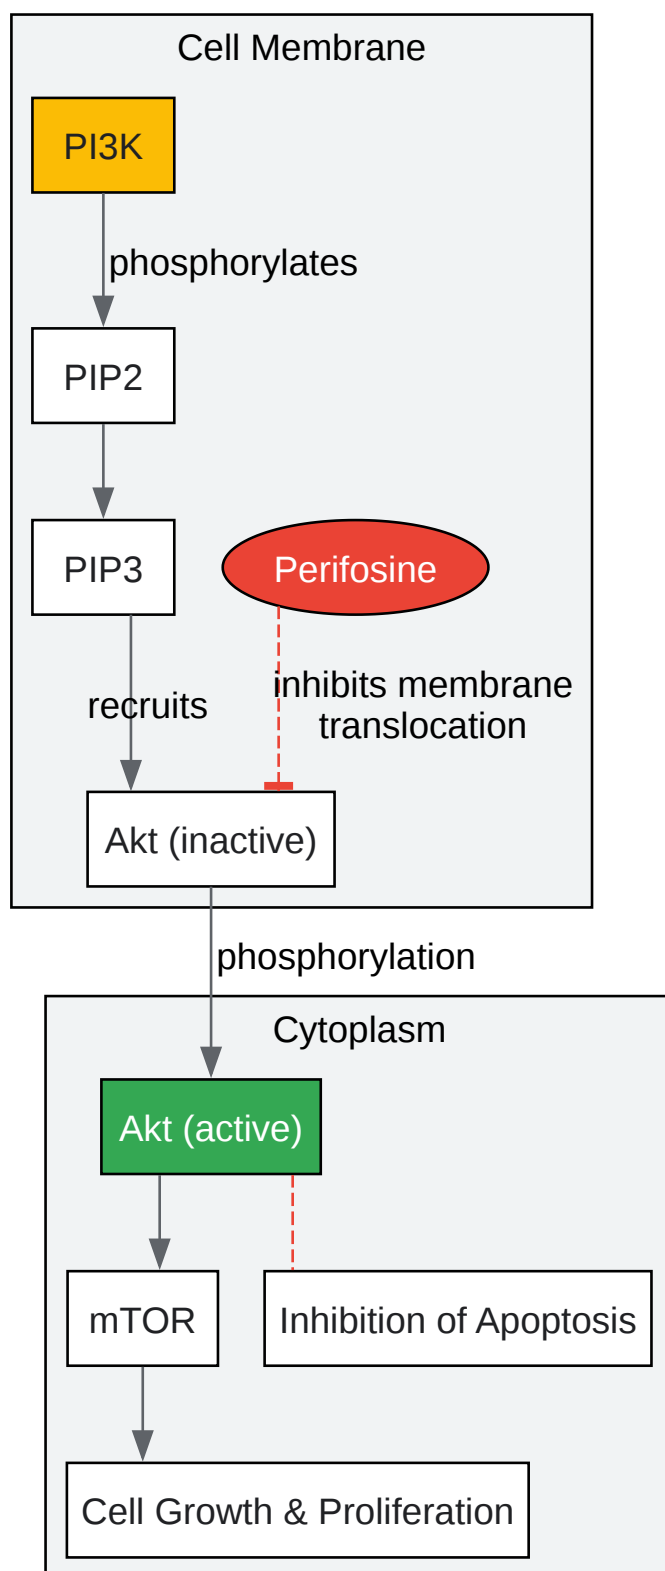 Cell Membrane
PI3K
phosphorylates
PIP2
PIP3
Perifosine
recruits
inhibits membrane
translocation
Akt (inactive)
phosphorylation
Cytoplasm
Akt (active)
mTOR
Inhibition of Apoptosis
Cell Growth & Proliferation